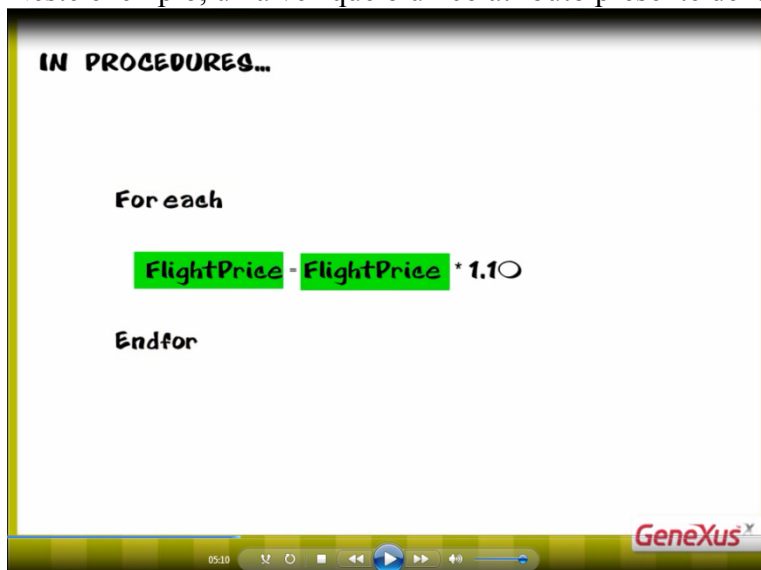 IN PROCEDURES...
For each
FlightPrice = FlightPrice * 1.10
Endfor
GeneXus X
05:10